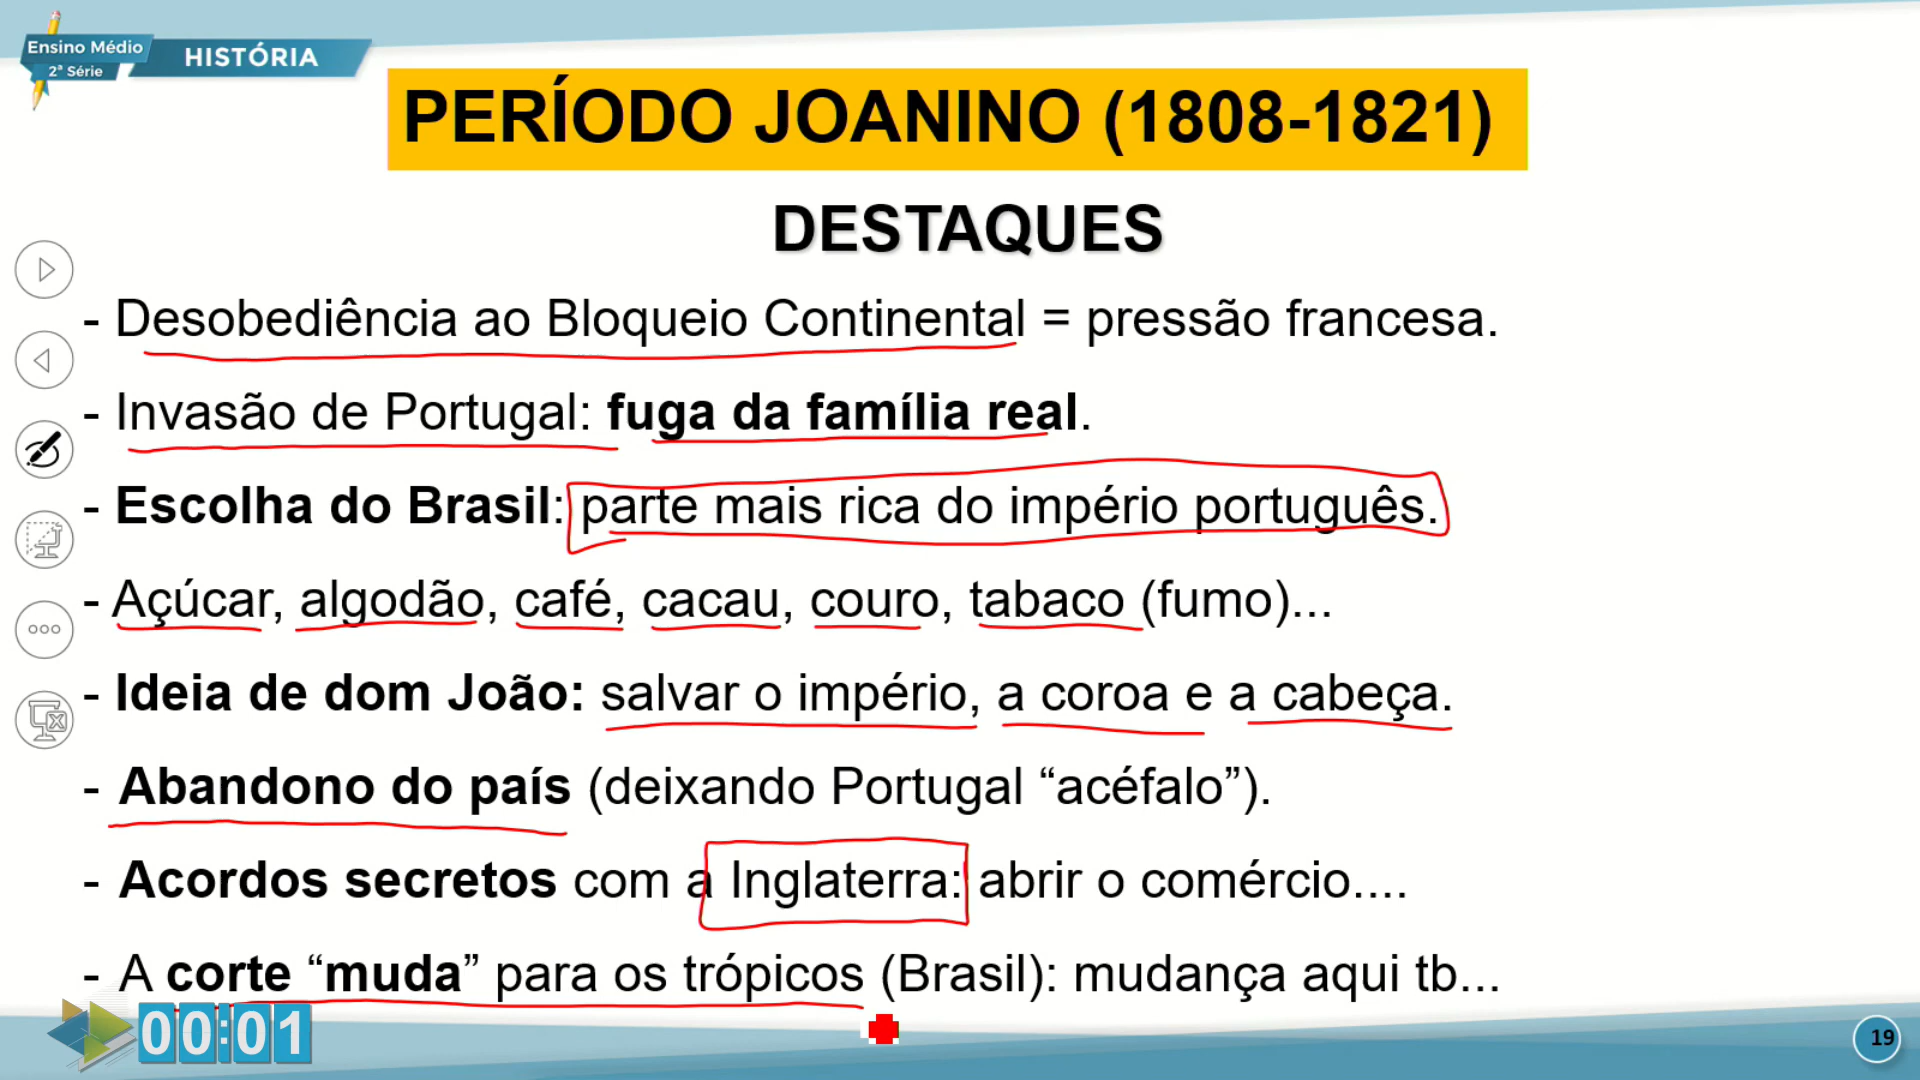 Ensino Médio
2ª Série
HISTÓRIA
PERÍODO JOANINO (1808-1821)
DESTAQUES
- Desobediência ao Bloqueio Continental = pressão francesa.
- Invasão de Portugal: fuga da família real.
- Escolha do Brasil: parte mais rica do império português.
- Açúcar, algodão, café, cacau, couro, tabaco (fumo)...
- Ideia de dom João: salvar o império, a coroa e a cabeça.
- Abandono do país (deixando Portugal “acéfalo”).
- Acordos secretos com a Inglaterra: abrir o comércio....
- A corte “muda” para os trópicos (Brasil): mudança aqui tb...
00:01
19